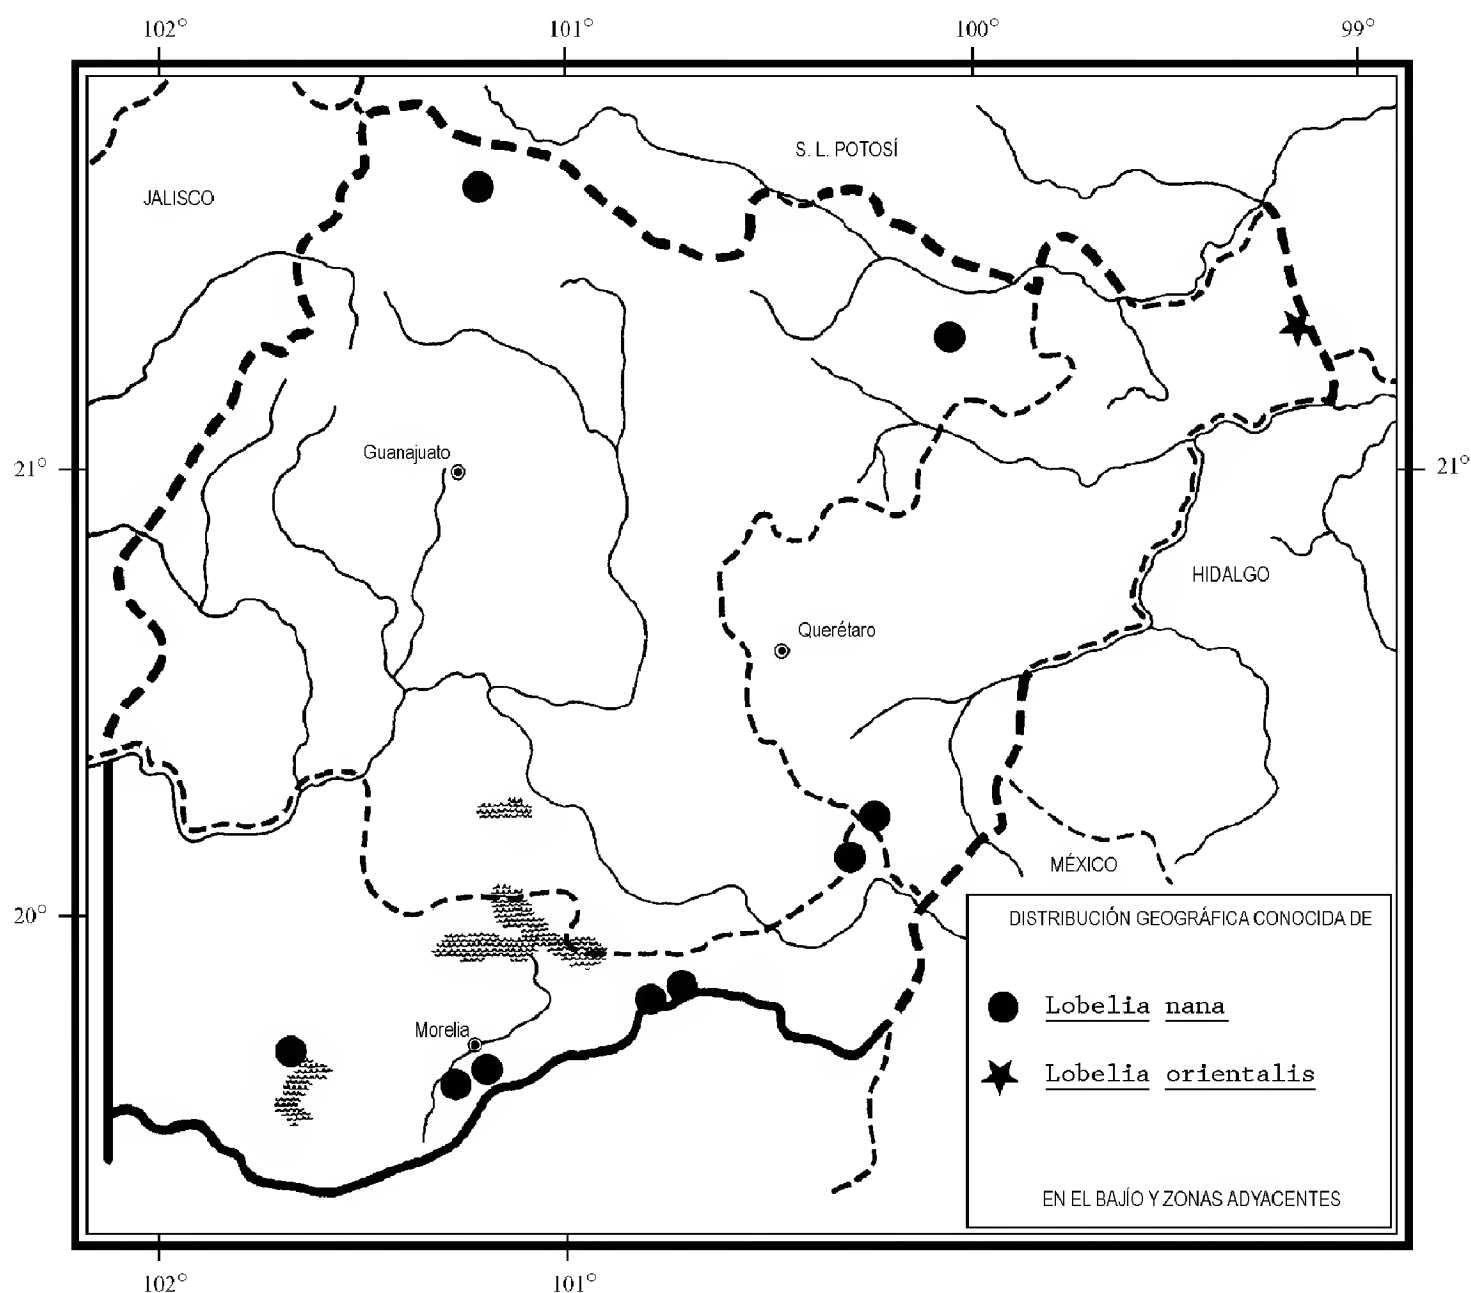 102° 101° 100° 99°
S. L. POTOSÍ
JALISCO
Guanajuato
21° 21°
HIDALGO
Querétaro
MÉXICO
20°
DISTRIBUCIÓN GEOGRÁFICA CONOCIDA DE
Lobelia nana
Morelia
Lobelia orientalis
EN EL BAJÍO Y ZONAS ADYACENTES
102° 101°